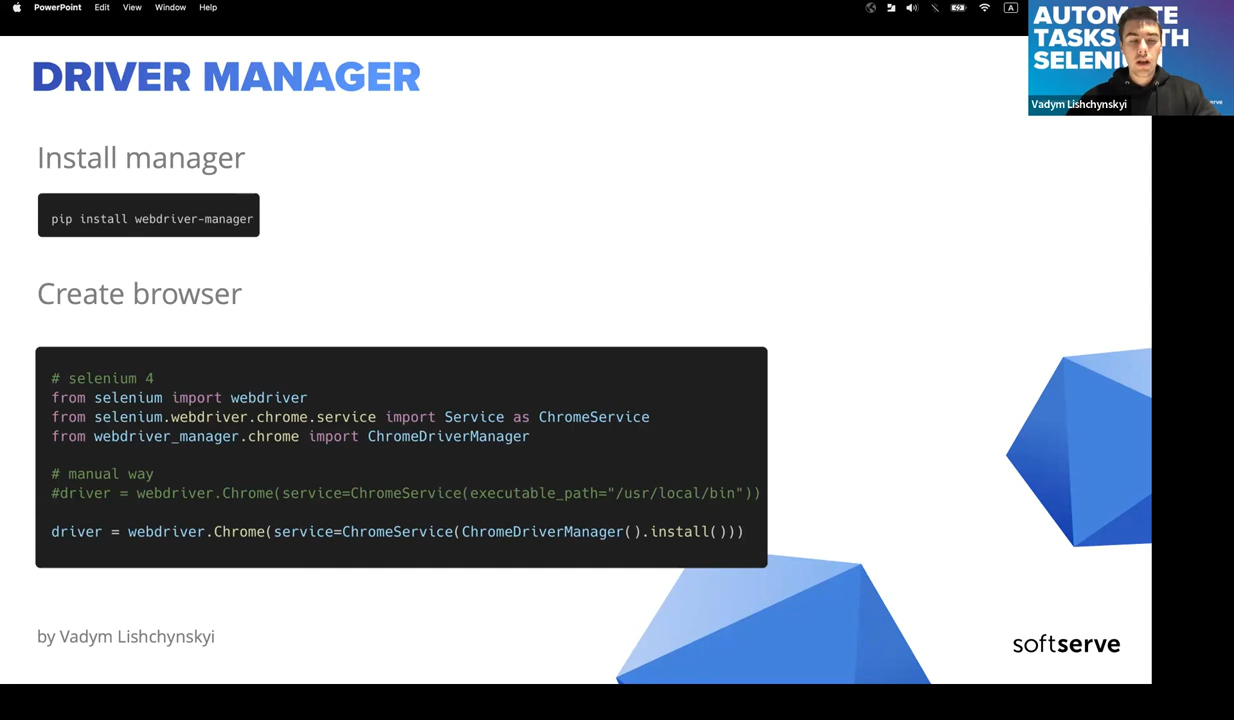 PowerPoint Edit View Window Help
A
AUTOMATE
TASKS WITH
SELENIUM
Vadym Lishchynskyi
DRIVER MANAGER
Install manager
pip install webdriver-manager
Create browser
# selenium 4
from selenium import webdriver
from selenium.webdriver.chrome.service import Service as ChromeService
from webdriver_manager.chrome import ChromeDriverManager
# manual way
#driver = webdriver.Chrome(service=ChromeService(executable_path="/usr/local/bin"))
driver = webdriver.Chrome(service=ChromeService(ChromeDriverManager().install()))
by Vadym Lishchynskyi
softserve